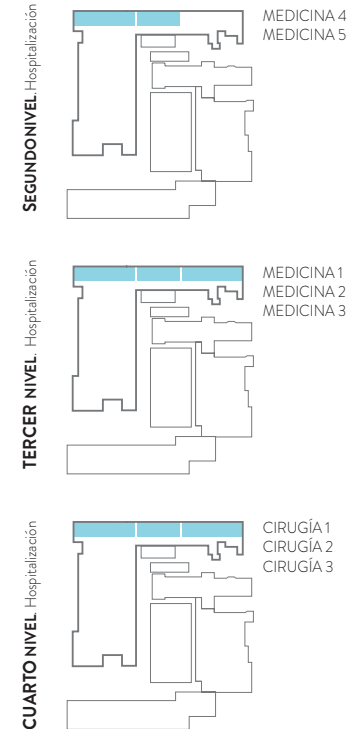 SEGUNDO NIVEL. Hospitalización
MEDICINA 4
MEDICINA 5
TERCER NIVEL. Hospitalización
MEDICINA 1
MEDICINA 2
MEDICINA 3
CUARTO NIVEL. Hospitalización
CIRUGÍA 1
CIRUGÍA 2
CIRUGÍA 3